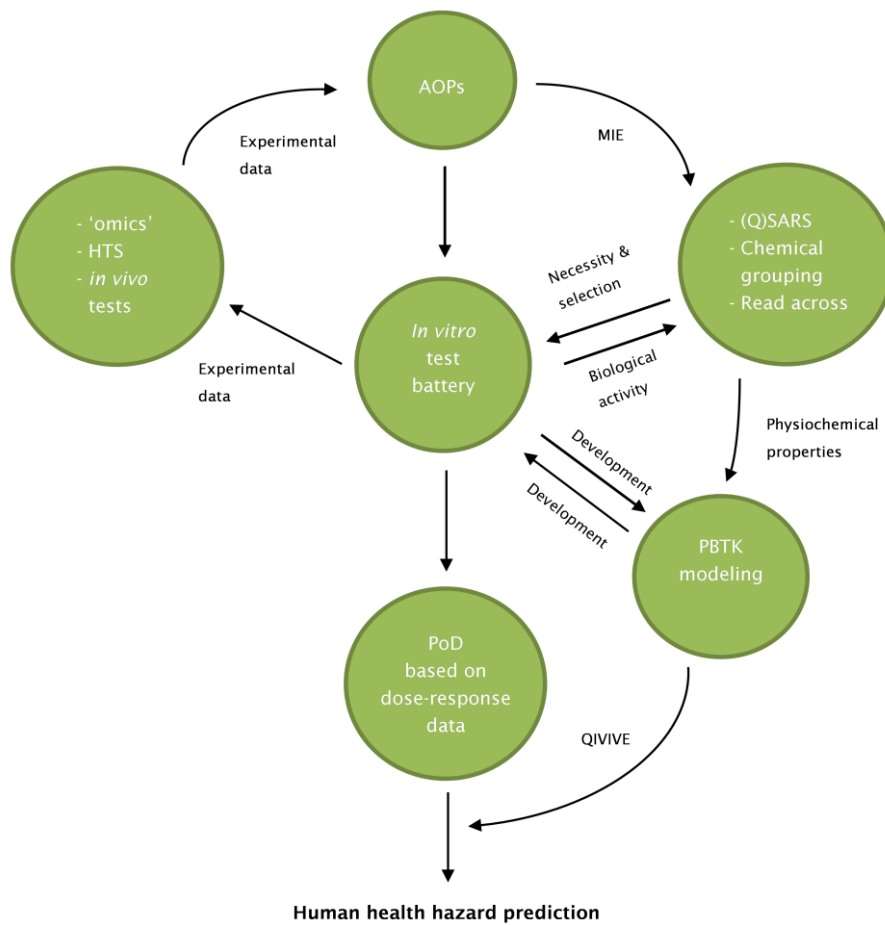 AOPs
Experimental
data
MIE
- ‘omics’
- HTS
- in vivo
tests
- (Q)SARS
- Chemical
grouping
- Read across
Necessity &
selection
In vitro
test
battery
Biological
activity
Experimental
data
Physiochemical
properties
Development
Development
PBTK
modeling
PoD
based on
dose-response
data
QIVIVE
Human health hazard prediction